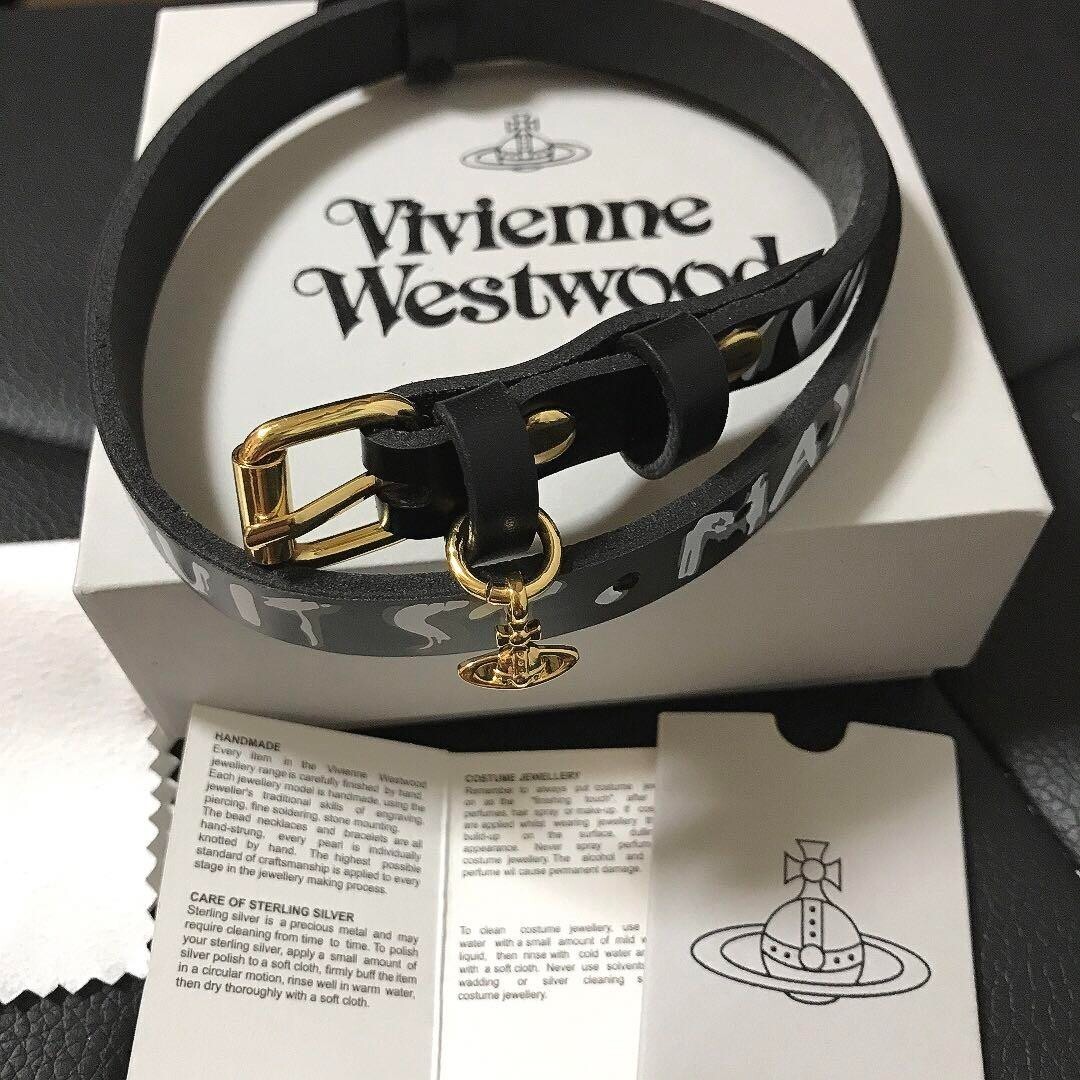 Vivienne
Westwood
MA
IT S
HANDMADE
Every item in the Vivienne Westwood
jewellery range is carefully finished by hand.
Each jewellery model is handmade, using the
jeweller's traditional skills of engraving,
piercing, fine soldering, stone mounting.
The bead necklaces and bracelets are all
hand-strung, every pearl is individually
knotted by hand. The highest possible
standard of craftsmanship is applied to every
stage in the jewellery making process.
CARE OF STERLING SILVER
Sterling silver is a precious metal and may
require cleaning from time to time. To polish
your sterling silver, apply a small amount of
silver polish to a soft cloth, firmly buff the item
in a circular motion, rinse well in warm water,
then dry thoroughly with a soft cloth.
COSTUME JEWELLERY
Remember to always put costume
on as the "finishing touch", after
perfumes, hair spray or make-up. If
are applied whilst wearing jewellery
build-up on the surface,
appearance. Never spray
costume jewellery. The alcohol and
perfume will cause permanent damage.
To clean costume jewellery, use
water with a small amount of mild
liquid, then rinse with cold water
with a soft cloth. Never use
wadding or silver cleaning
costume jewellery.